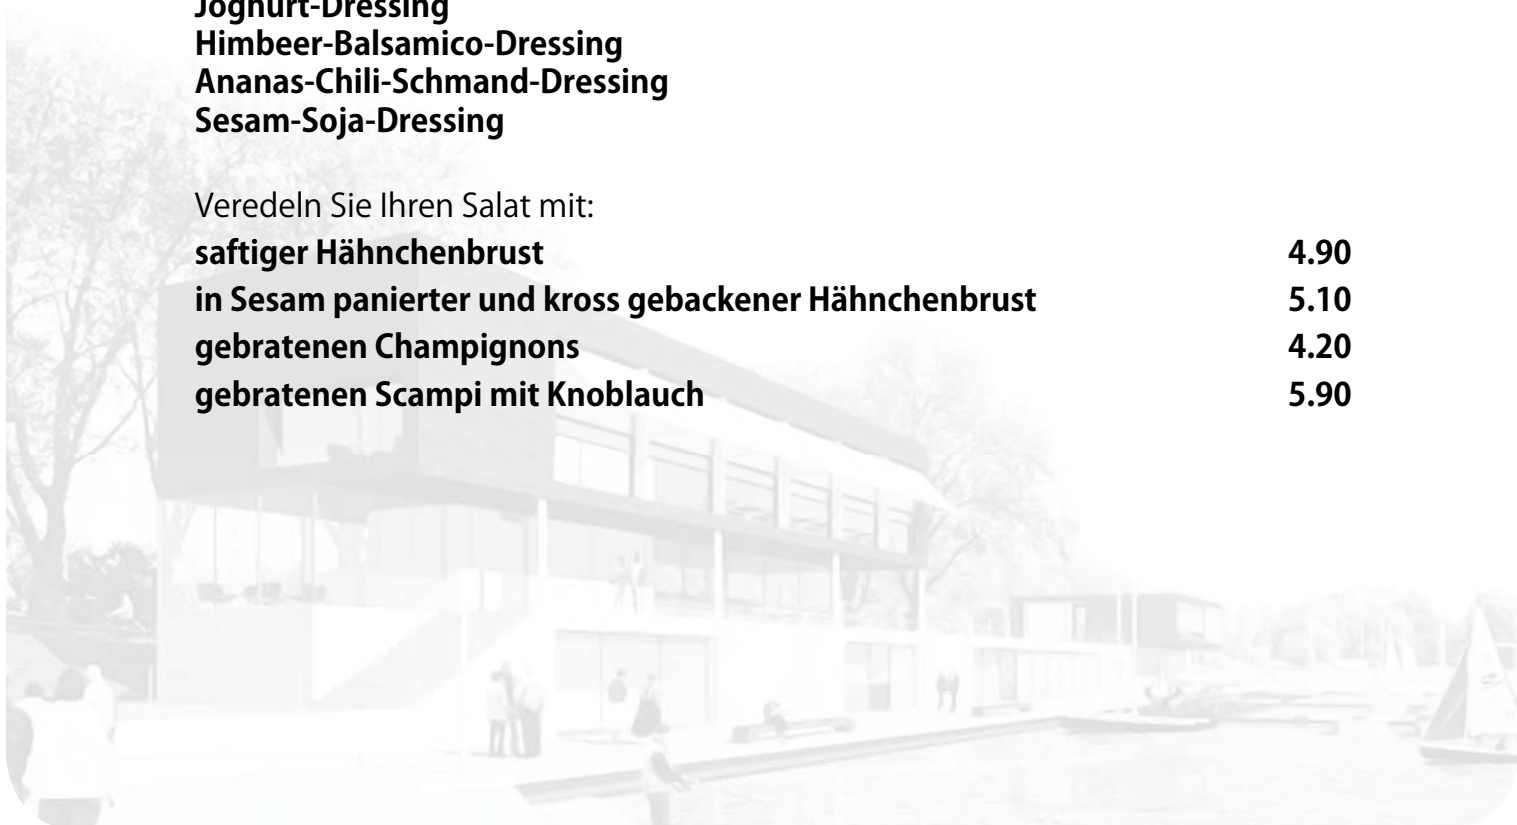 Joghurt-Dressing
Himbeer-Balsamico-Dressing
Ananas-Chili-Schmand-Dressing
Sesam-Soja-Dressing
Veredeln Sie Ihren Salat mit:
saftiger Hähnchenbrust 4.90
in Sesam panierter und kross gebackener Hähnchenbrust 5.10
gebratenen Champignons 4.20
gebratenen Scampi mit Knoblauch 5.90